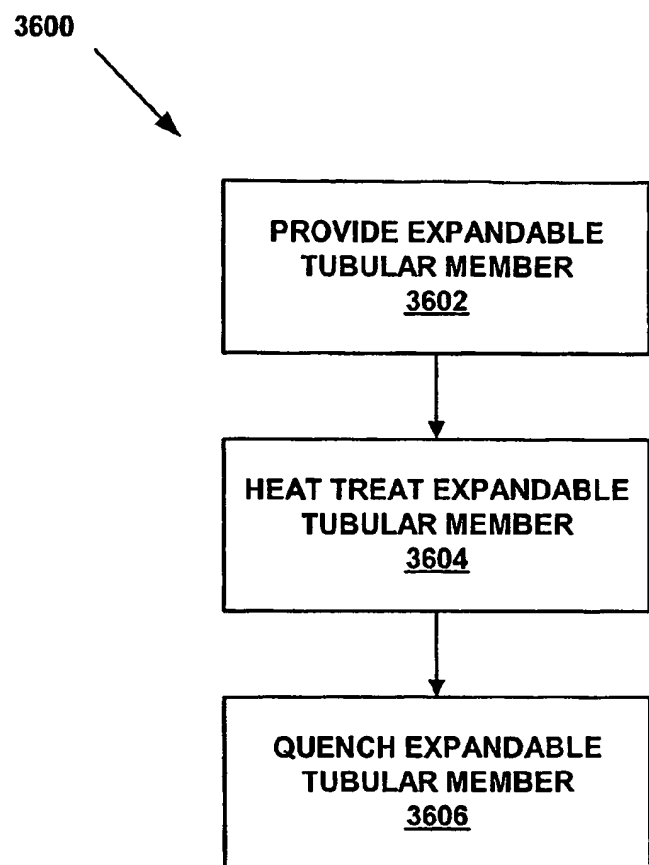 3600
PROVIDE EXPANDABLE
TUBULAR MEMBER
3602
HEAT TREAT EXPANDABLE
TUBULAR MEMBER
3604
QUENCH EXPANDABLE
TUBULAR MEMBER
3606